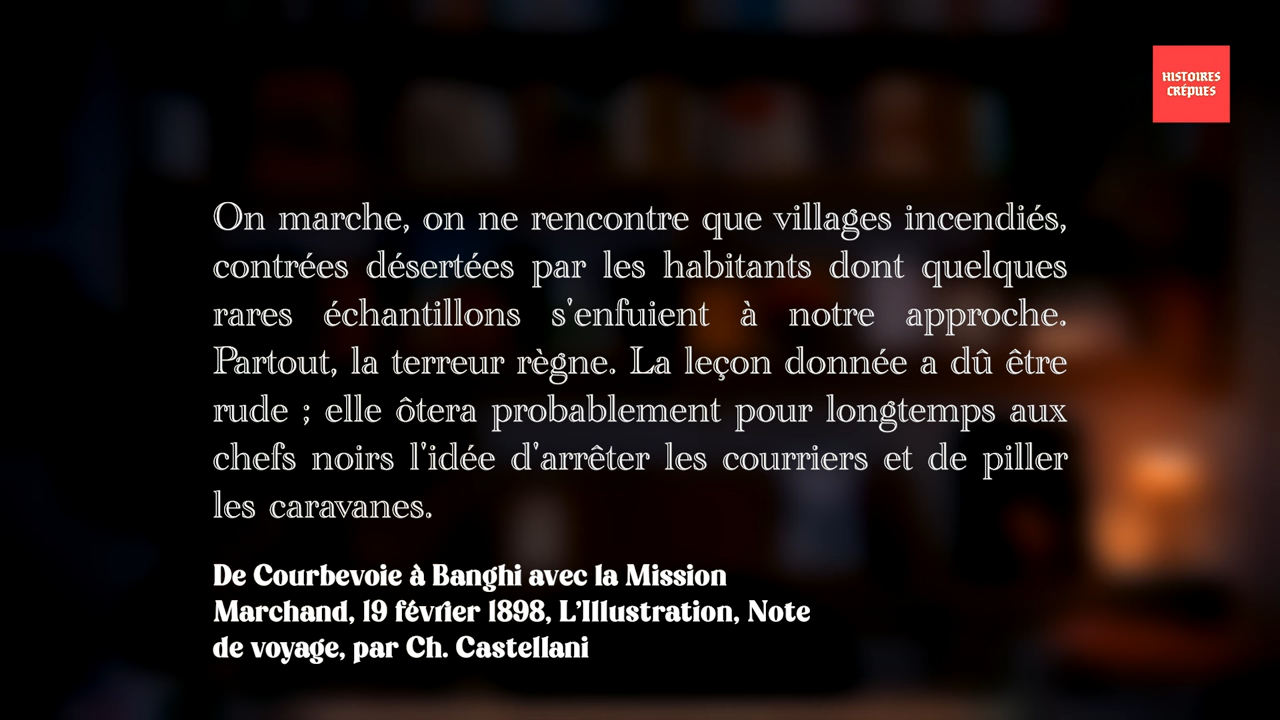 HISTOIRES
CRÉPUES
On marche, on ne rencontre que villages incendiés,
contrées désertées par les habitants dont quelques
rares échantillons s'enfuient à notre approche.
Partout, la terreur règne. La leçon donnée a dû être
rude ; elle ôtera probablement pour longtemps aux
chefs noirs l'idée d'arrêter les courriers et de piller
les caravanes.
De Courbevoie à Banghi avec la Mission
Marchand, 19 février 1898, L’Illustration, Note
de voyage, par Ch. Castellani